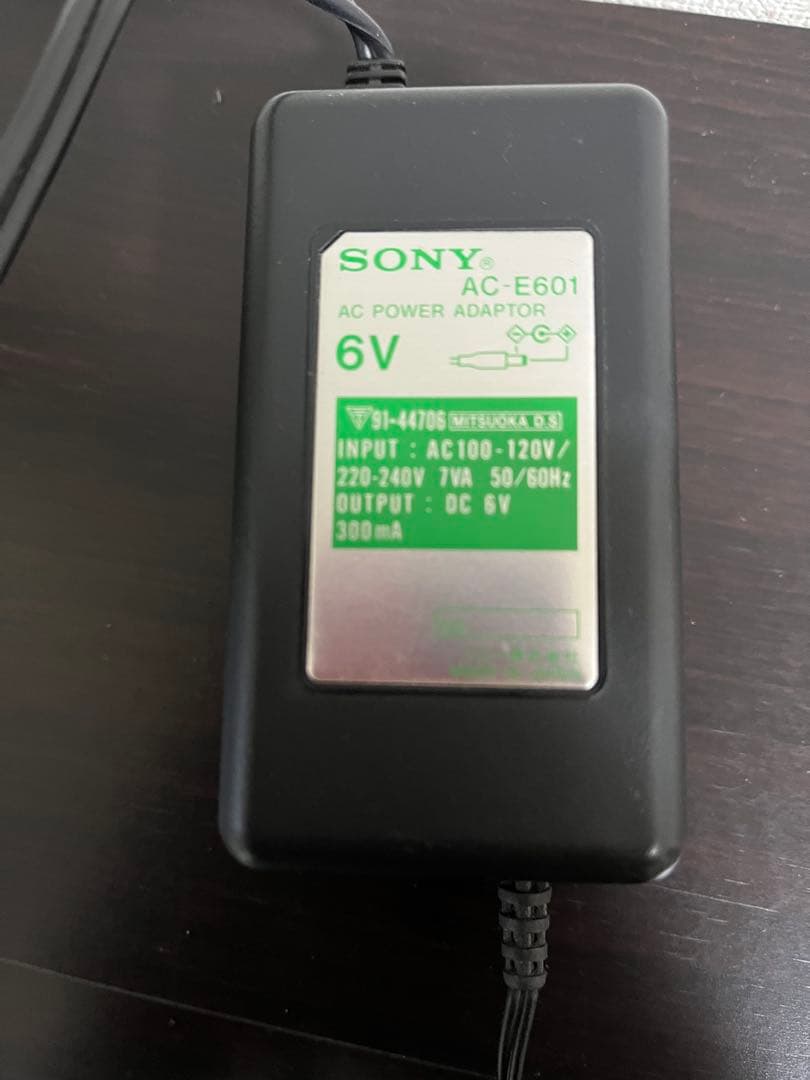 SONY®
AC-E601
AC POWER ADAPTOR
6V
91-44706 MITSUOKA D.S
INPUT : AC100-120V/
220-240V 7VA 50/60Hz
OUTPUT : DC 6V
300mA